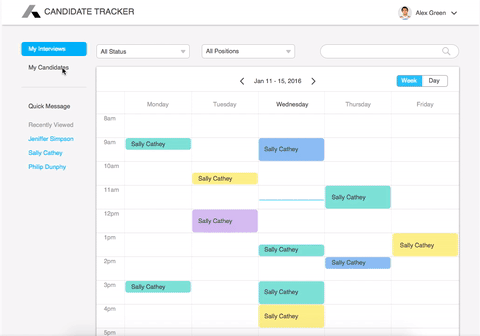 CANDIDATE TRACKER
Alex Green
My Interviews
My Candidates
Quick Message
Recently Viewed
Jeniffer Simpson
Sally Cathey
Philip Dunphy
All Status
All Positions
Jan 11 - 15, 2016
Week
Day
Monday
Tuesday
Wednesday
Thursday
Friday
8am
9am
Sally Cathey
Sally Cathey
10am
Sally Cathey
11am
Sally Cathey
12pm
Sally Cathey
1pm
Sally Cathey
Sally Cathey
2pm
Sally Cathey
3pm
Sally Cathey
Sally Cathey
4pm
Sally Cathey
5pm